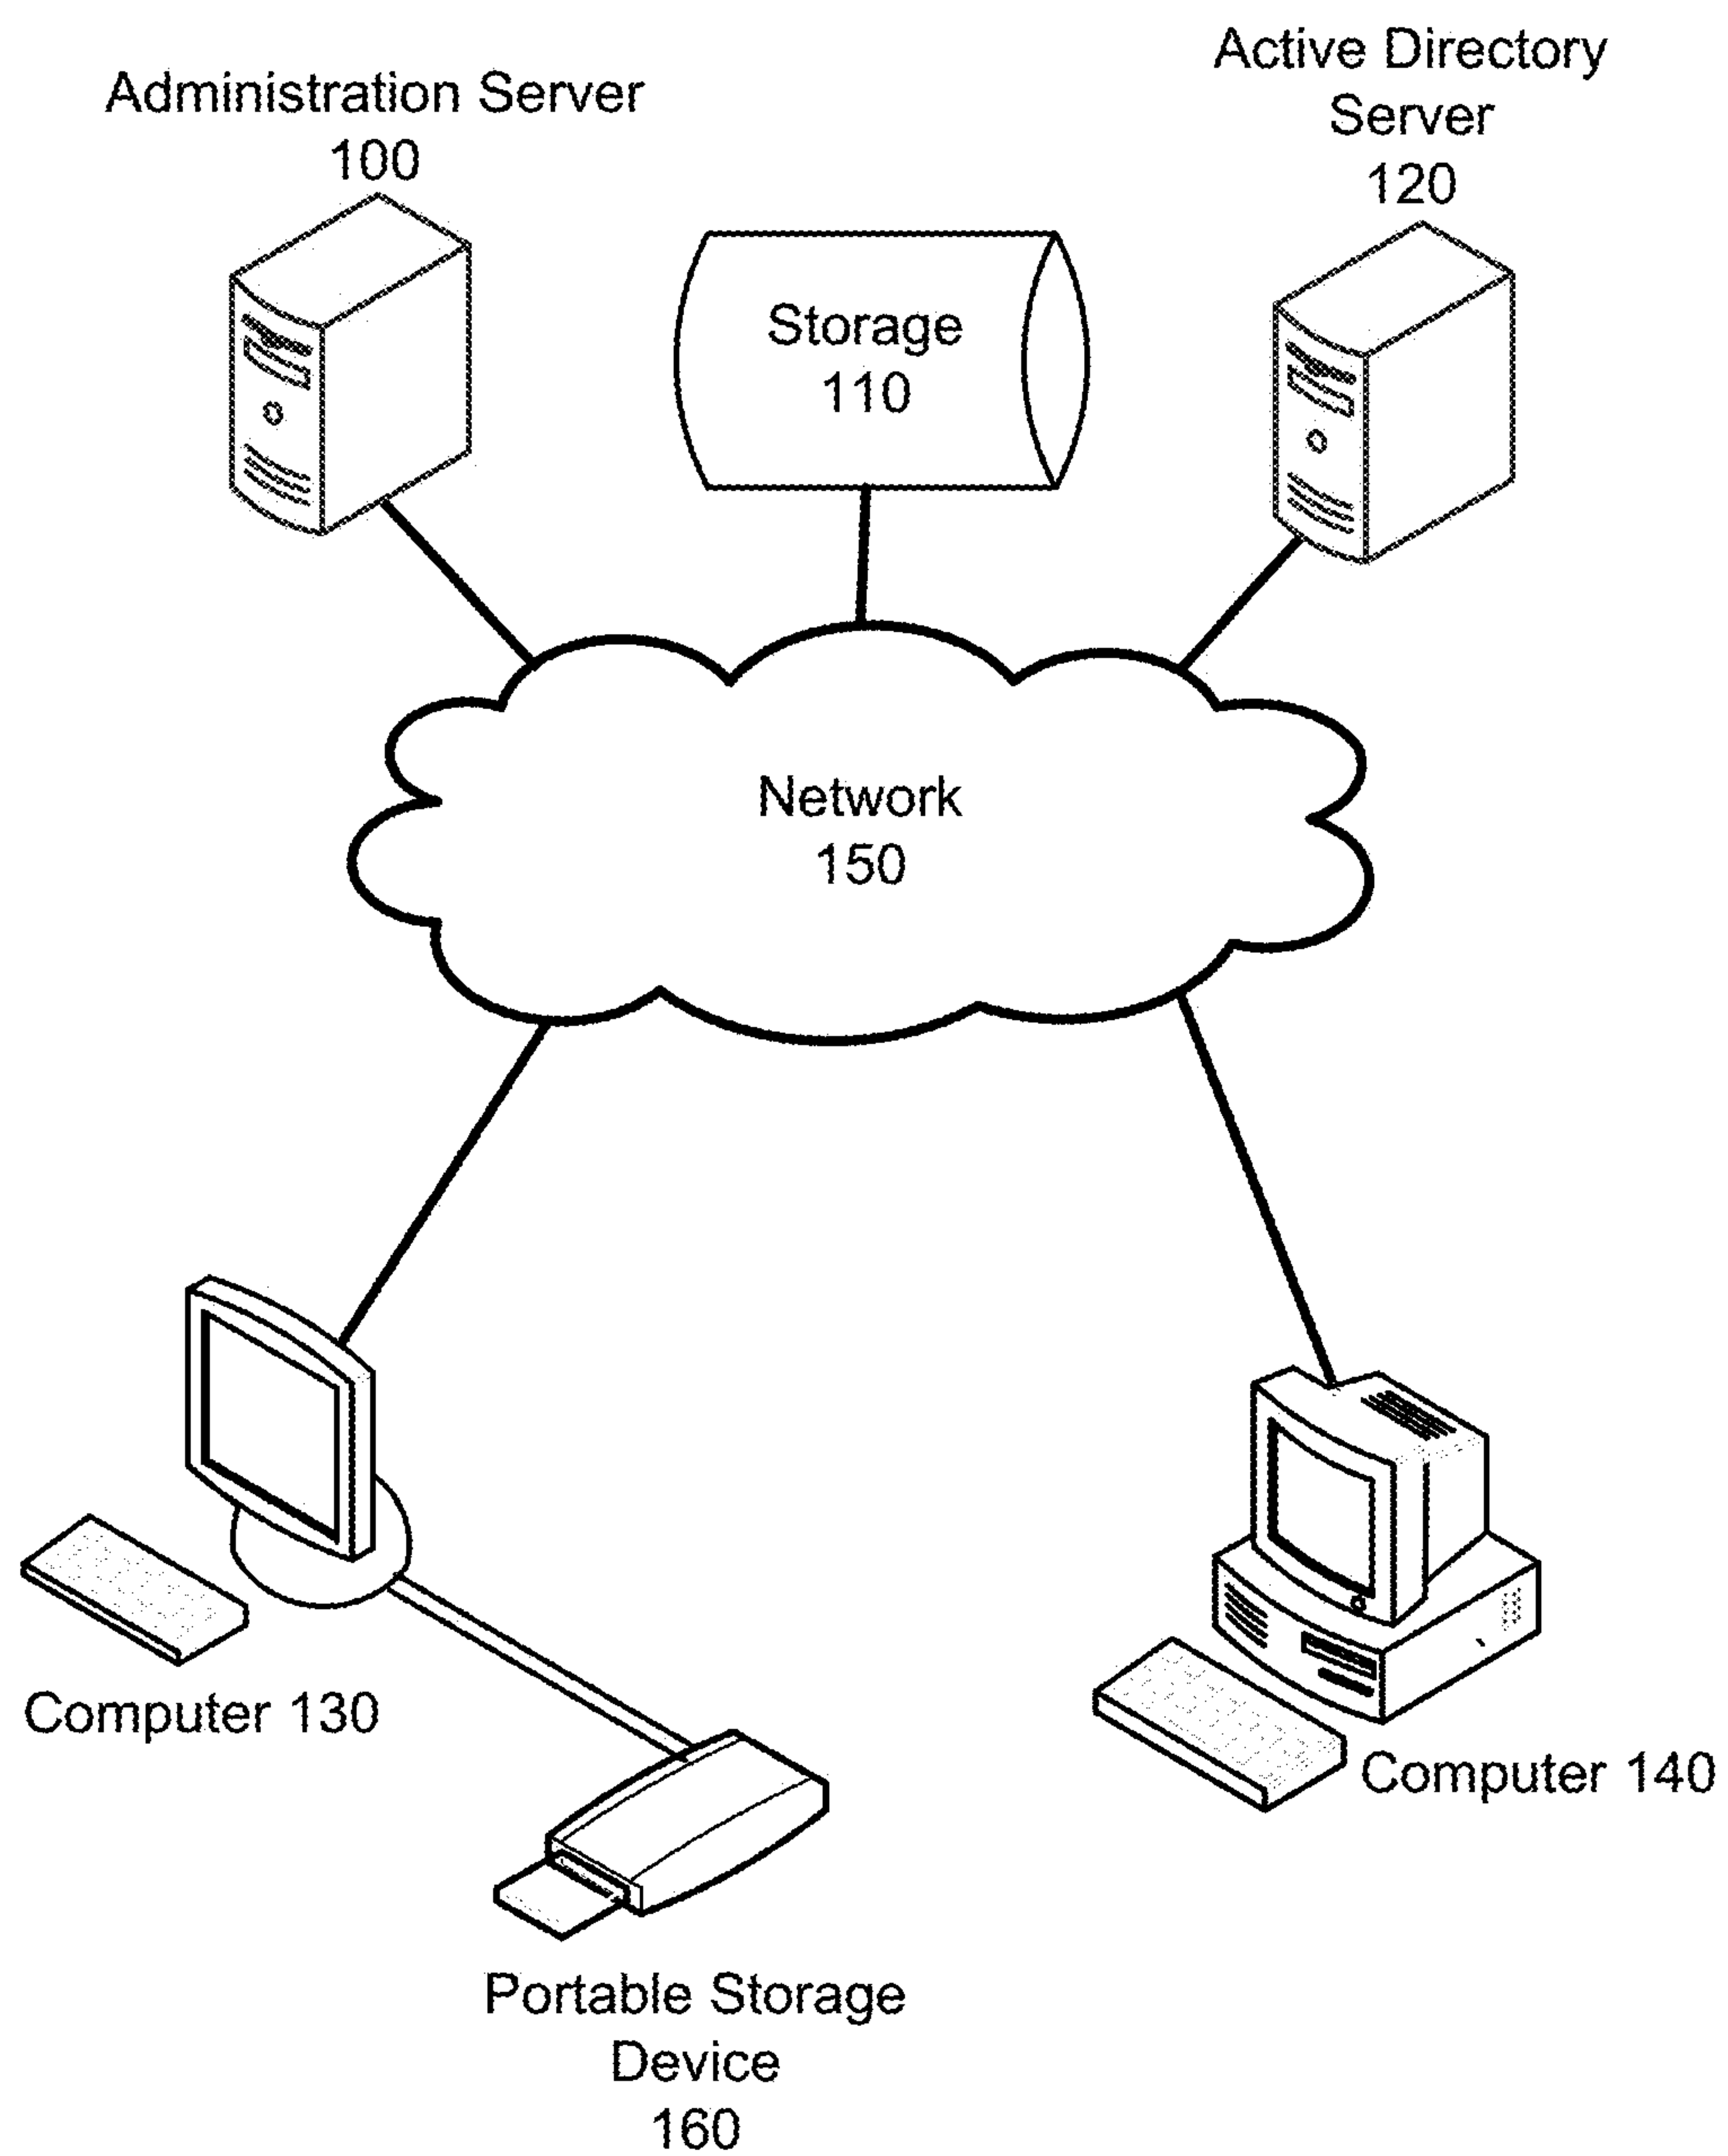 Administration Server
100
Active Directory
Server
120
Storage
110
Network
150
Computer 130
Computer 140
Portable Storage
Device
160